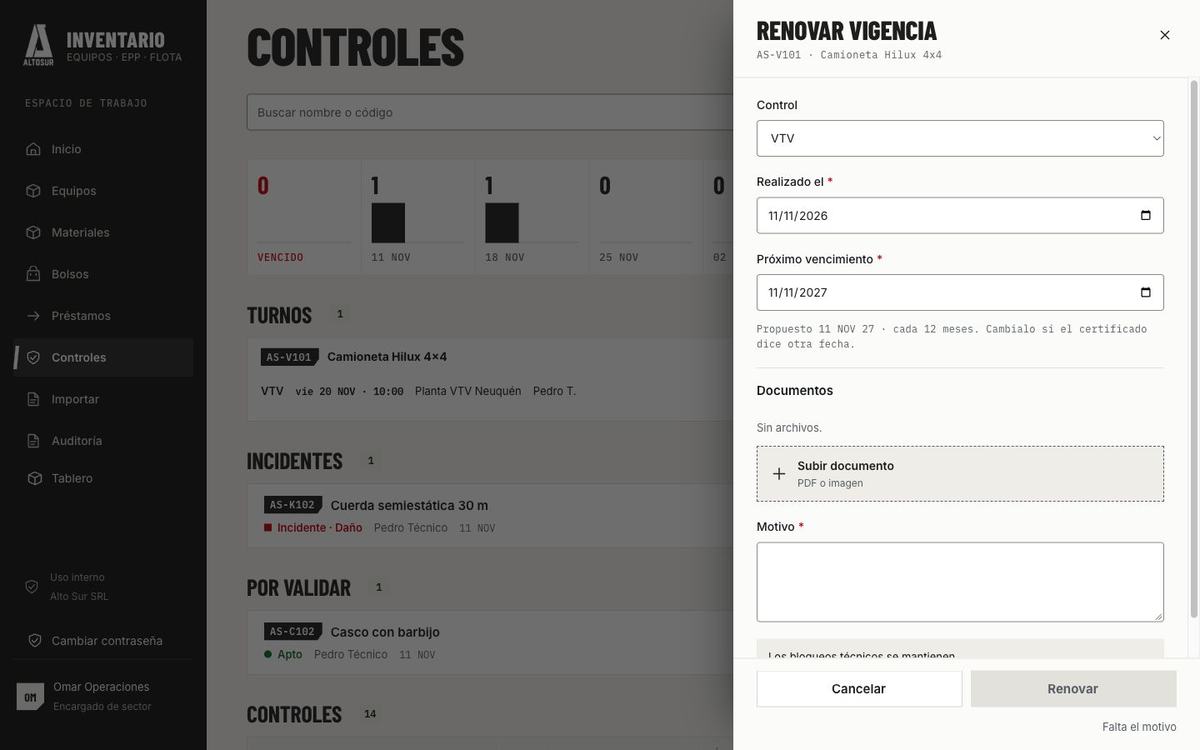 ALTOSUR
INVENTARIO
EQUIPOS · EPP · FLOTA
ESPACIO DE TRABAJO
Inicio
Equipos
Materiales
Bolsos
Préstamos
Controles
Importar
Auditoría
Tablero
Uso interno
Alto Sur SRL
Cambiar contraseña
OM
Omar Operaciones
Encargado de sector
CONTROLES
Buscar nombre o código
0
VENCIDO
1
11 NOV
1
18 NOV
0
25 NOV
0
02
TURNOS 1
AS-V101 Camioneta Hilux 4×4
VTV vie 20 NOV · 10:00 Planta VTV Neuquén Pedro T.
INCIDENTES 1
AS-K102 Cuerda semiestática 30 m
Incidente · Daño Pedro Técnico 11 NOV
POR VALIDAR 1
AS-C102 Casco con barbijo
Apto Pedro Técnico 11 NOV
CONTROLES 14
RENOVAR VIGENCIA
AS-V101 · Camioneta Hilux 4x4
Control
VTV
Realizado el *
11/11/2026
Próximo vencimiento *
11/11/2027
Propuesto 11 NOV 27 · cada 12 meses. Cambialo si el certificado
dice otra fecha.
Documentos
Sin archivos.
Subir documento
PDF o imagen
Motivo *
Los bloqueos técnicos se mantienen
Cancelar
Renovar
Falta el motivo